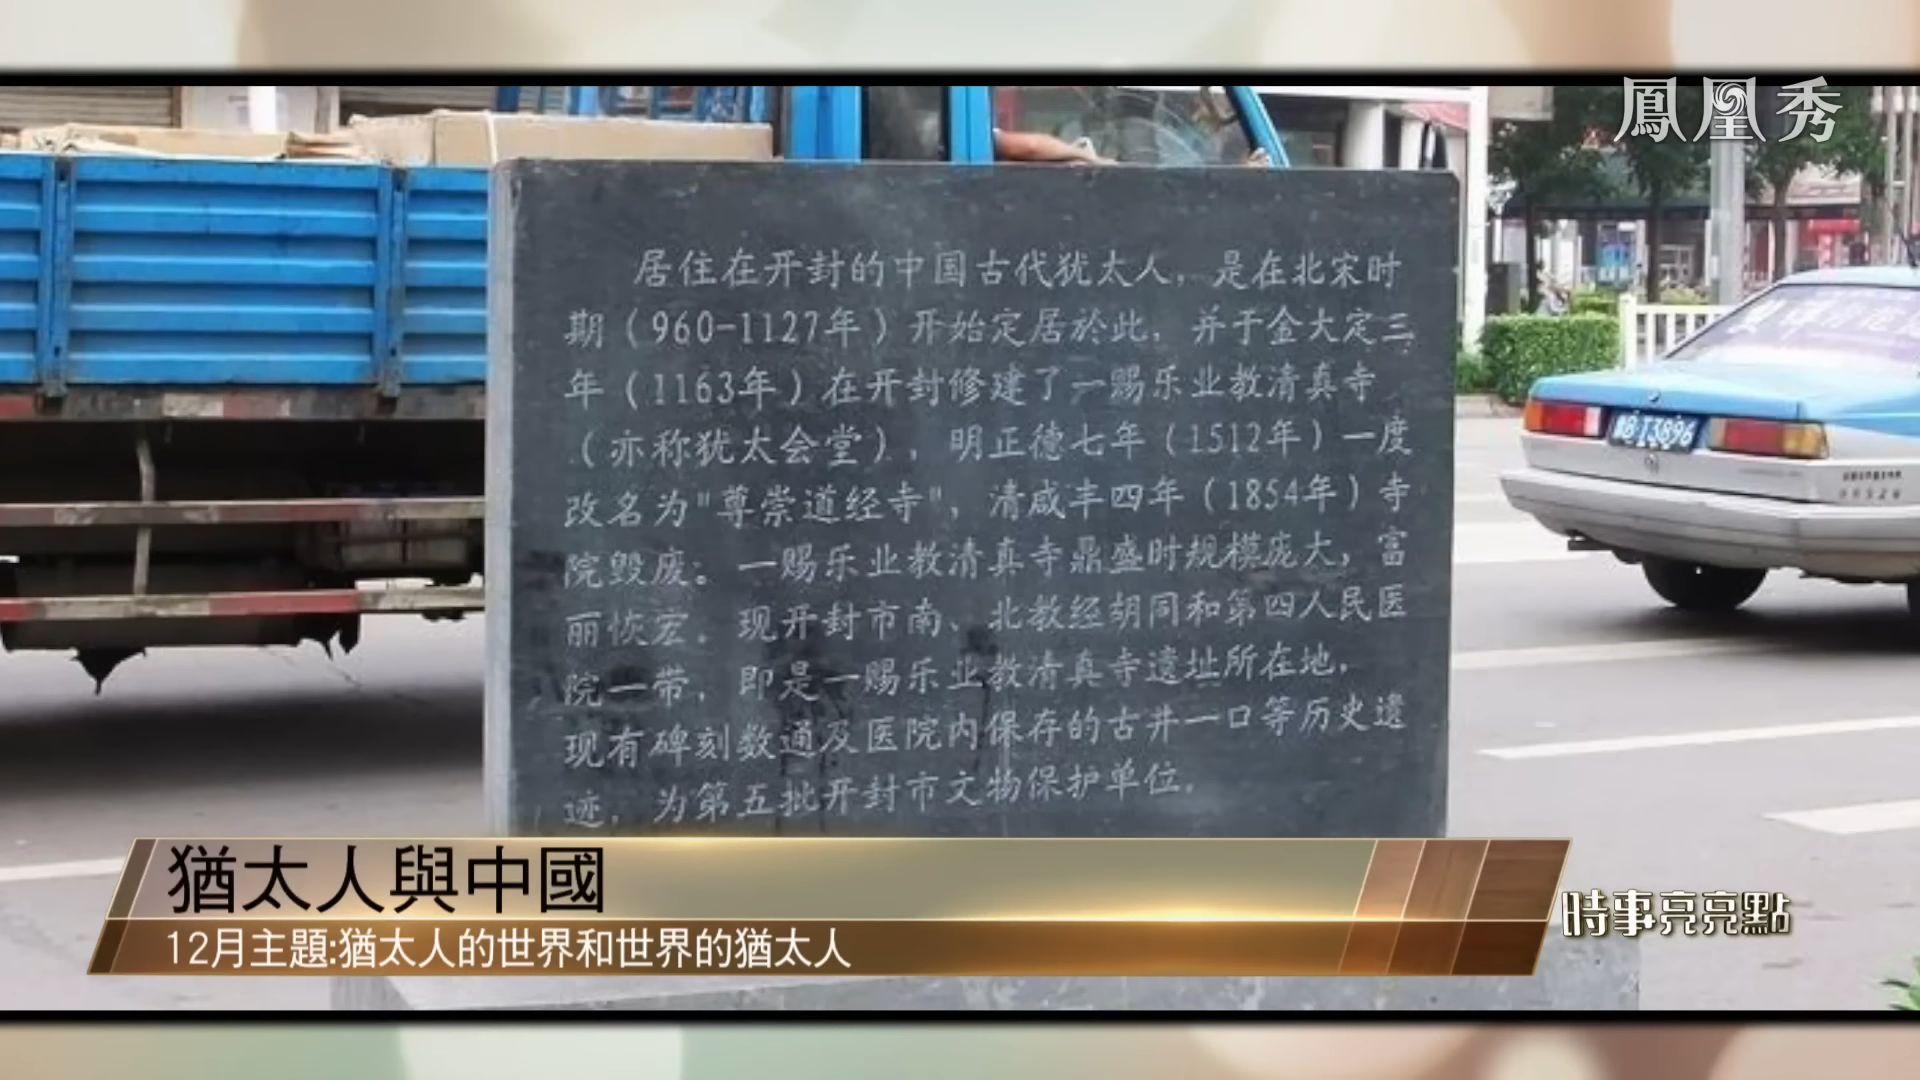 鳳凰秀
居住在开封的中国古代犹太人，是在北宋时
期（960-1127年）开始定居於此，并于金大定三
年（1163年）在开封修建了一赐乐业教清真寺
（亦称犹太会堂），明正德七年（1512年）一度
改名为"尊崇道经寺"，清咸丰四年（1854年）寺
院毁废。一赐乐业教清真寺鼎盛时规模庞大，富
丽恢宏。现开封市南、北教经胡同和第四人民医
院一带，即是一赐乐业教清真寺遗址所在地。
现有碑刻数通及医院内保存的古井一口等历史遗
迹，为第五批开封市文物保护单位。
T3896
猶太人與中國
12月主題:猶太人的世界和世界的猶太人
時事亮亮點